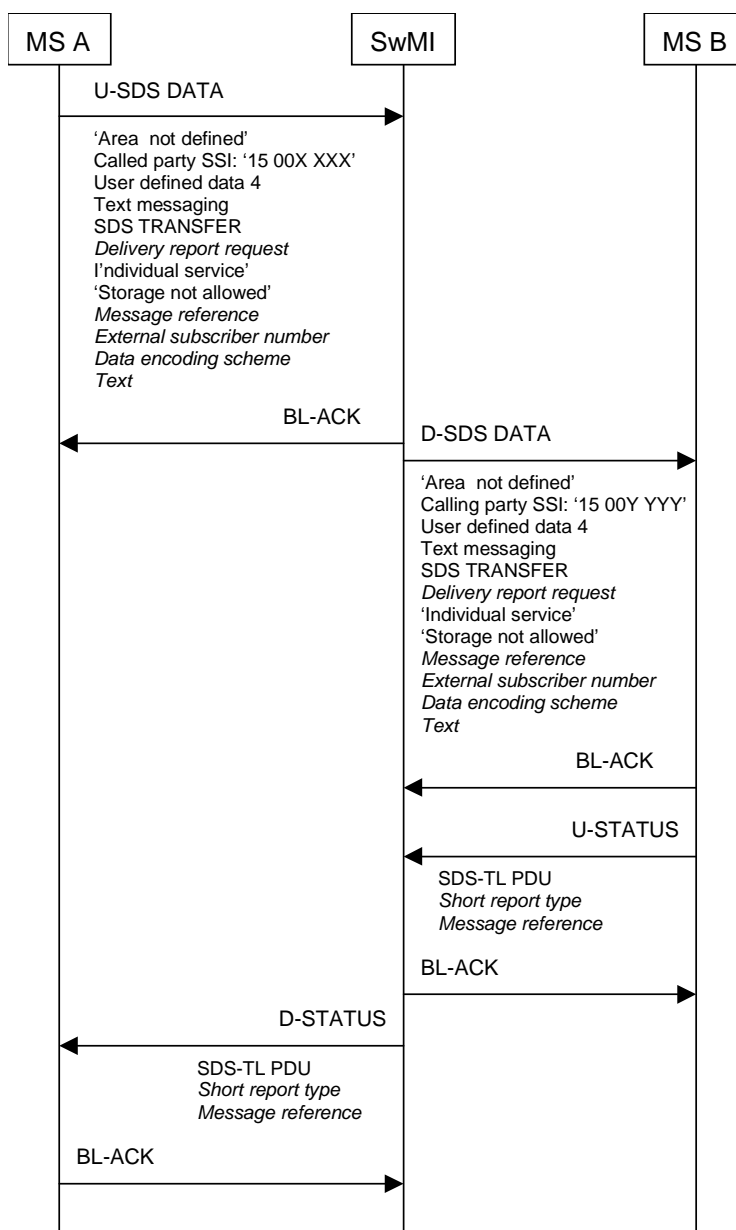 MS A
SwMI
MS B
U-SDS DATA
‘Area  not defined’
Called party SSI: ‘15 00X XXX’
User defined data 4
Text messaging
SDS TRANSFER
Delivery report request
I’ndividual service’
‘Storage not allowed’
Message reference
External subscriber number
Data encoding scheme
Text
BL-ACK
D-SDS DATA
‘Area  not defined’
Calling party SSI: ‘15 00Y YYY’
User defined data 4
Text messaging
SDS TRANSFER
Delivery report request
‘Individual service’
‘Storage not allowed’
Message reference
External subscriber number
Data encoding scheme
Text
BL-ACK
U-STATUS
SDS-TL PDU
Short report type
Message reference
BL-ACK
D-STATUS
SDS-TL PDU
Short report type
Message reference
BL-ACK